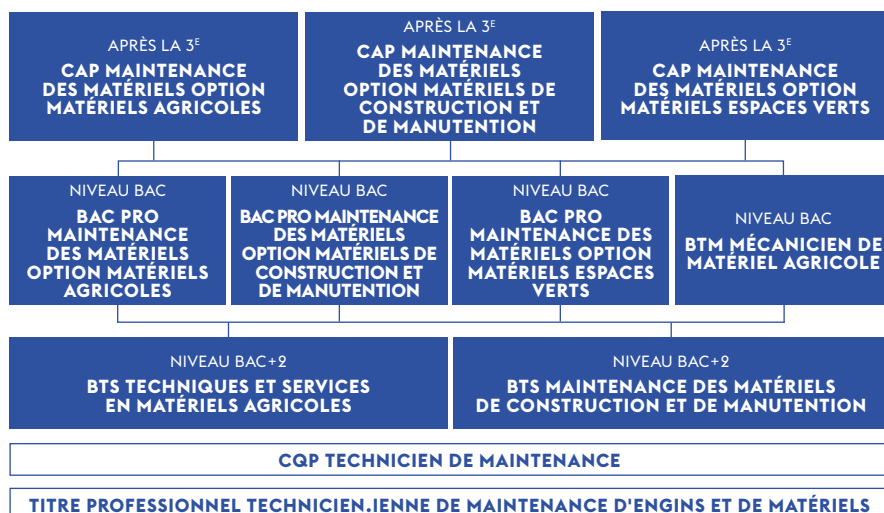 APRÈS LA 3E
CAP MAINTENANCE
DES MATÉRIELS OPTION
MATÉRIELS AGRICOLES
APRÈS LA 3E
CAP MAINTENANCE
DES MATÉRIELS
OPTION MATÉRIELS DE
CONSTRUCTION ET
DE MANUTENTION
APRÈS LA 3E
CAP MAINTENANCE
DES MATÉRIELS OPTION
MATÉRIELS ESPACES VERTS
NIVEAU BAC
BAC PRO
MAINTENANCE
DES MATÉRIELS
OPTION MATÉRIELS
AGRICOLES
NIVEAU BAC
BAC PRO MAINTENANCE
DES MATÉRIELS
OPTION MATÉRIELS DE
CONSTRUCTION ET
DE MANUTENTION
NIVEAU BAC
BAC PRO
MAINTENANCE DES
MATÉRIELS OPTION
MATÉRIELS ESPACES
VERTS
NIVEAU BAC
BTM MÉCANICIEN DE
MATÉRIEL AGRICOLE
NIVEAU BAC+2
BTS TECHNIQUES ET SERVICES
EN MATÉRIELS AGRICOLES
NIVEAU BAC+2
BTS MAINTENANCE DES MATÉRIELS
DE CONSTRUCTION ET DE MANUTENTION
CQP TECHNICIEN DE MAINTENANCE
TITRE PROFESSIONNEL TECHNICIEN.IENNE DE MAINTENANCE D'ENGINS ET DE MATÉRIELS